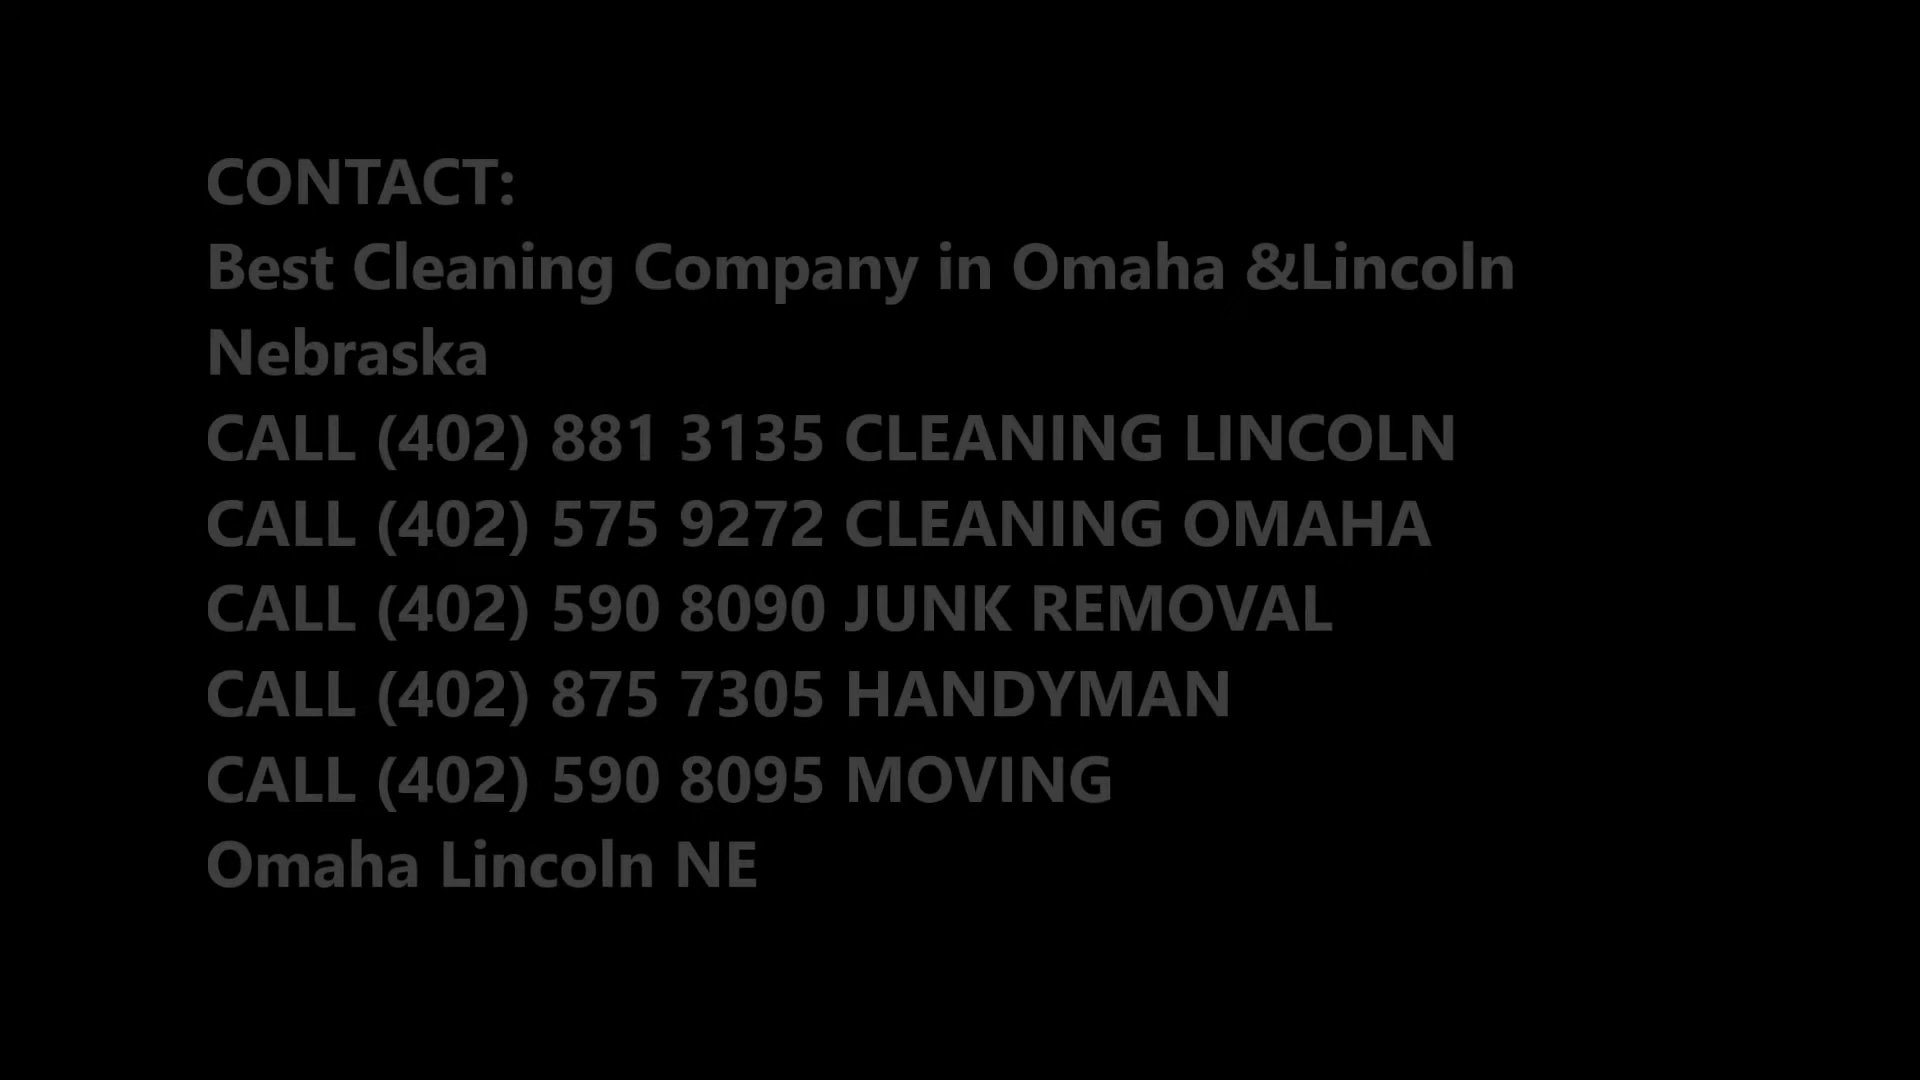 CONTACT:
Best Cleaning Company in Omaha &Lincoln
Nebraska
CALL (402) 881 3135 CLEANING LINCOLN
CALL (402) 575 9272 CLEANING OMAHA
CALL (402) 590 8090 JUNK REMOVAL
CALL (402) 875 7305 HANDYMAN
CALL (402) 590 8095 MOVING
Omaha Lincoln NE